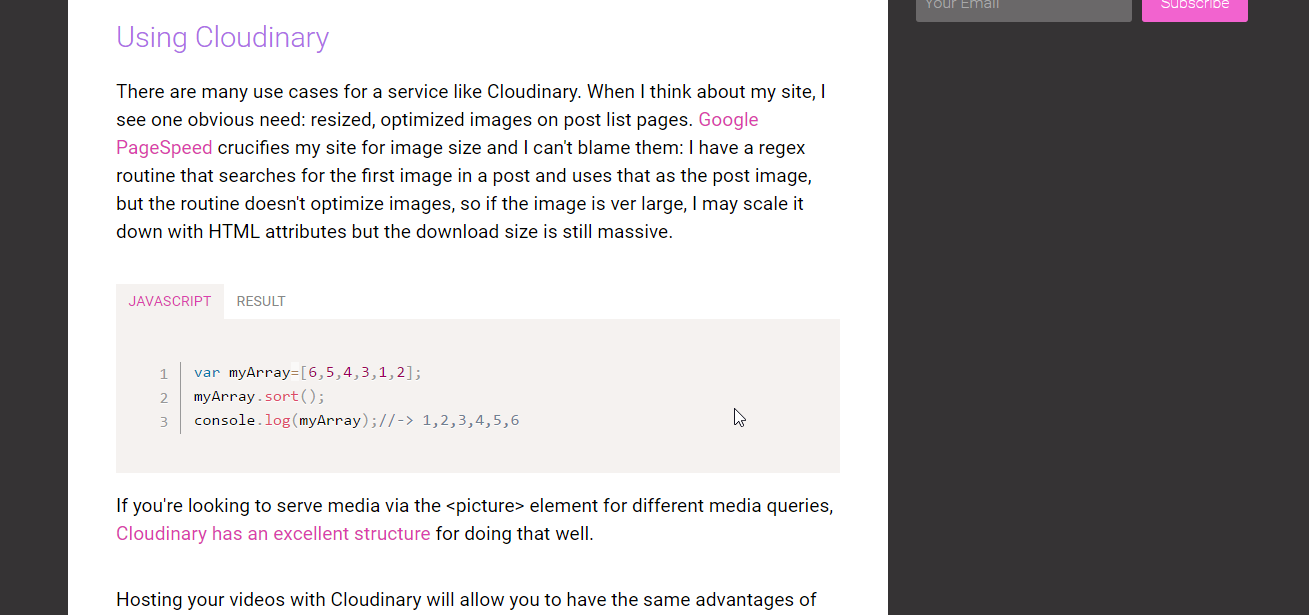 Your Email
Subscribe
Using Cloudinary
There are many use cases for a service like Cloudinary. When I think about my site, I
see one obvious need: resized, optimized images on post list pages. Google
PageSpeed crucifies my site for image size and I can't blame them: I have a regex
routine that searches for the first image in a post and uses that as the post image,
but the routine doesn't optimize images, so if the image is ver large, I may scale it
down with HTML attributes but the download size is still massive.
JAVASCRIPT RESULT
1 var myArray=[6,5,4,3,1,2];
2 myArray.sort();
3 console.log(myArray);//-> 1,2,3,4,5,6
If you're looking to serve media via the <picture> element for different media queries,
Cloudinary has an excellent structure for doing that well.
Hosting your videos with Cloudinary will allow you to have the same advantages of